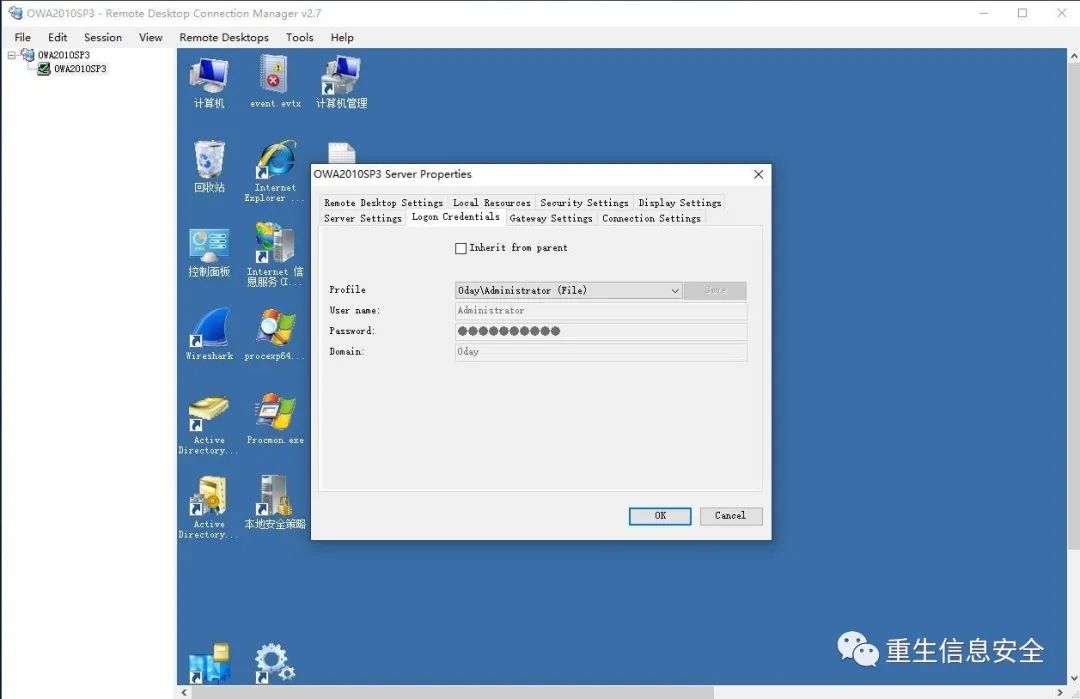 OWA2010SP3 - Remote Desktop Connection Manager v2.7
File Edit Session View Remote Desktops Tools Help
OWA2010SP3
OWA2010SP3
计算机
event.evtx
计算机管理
回收站
Internet
Explorer ...
控制面板
Internet 信
息服务(I...
Wireshark
procexp64...
Active
Directory...
Procmon.exe
Active
Directory...
本地安全策略
OWA2010SP3 Server Properties
Remote Desktop Settings Local Resources Security Settings Display Settings
Server Settings Logon Credentials Gateway Settings Connection Settings
Inherit from parent
Profile 0day\Administrator (File) Save
User name: Administrator
Password: ●●●●●●●●●●
Domain: 0day
OK Cancel
重生信息安全